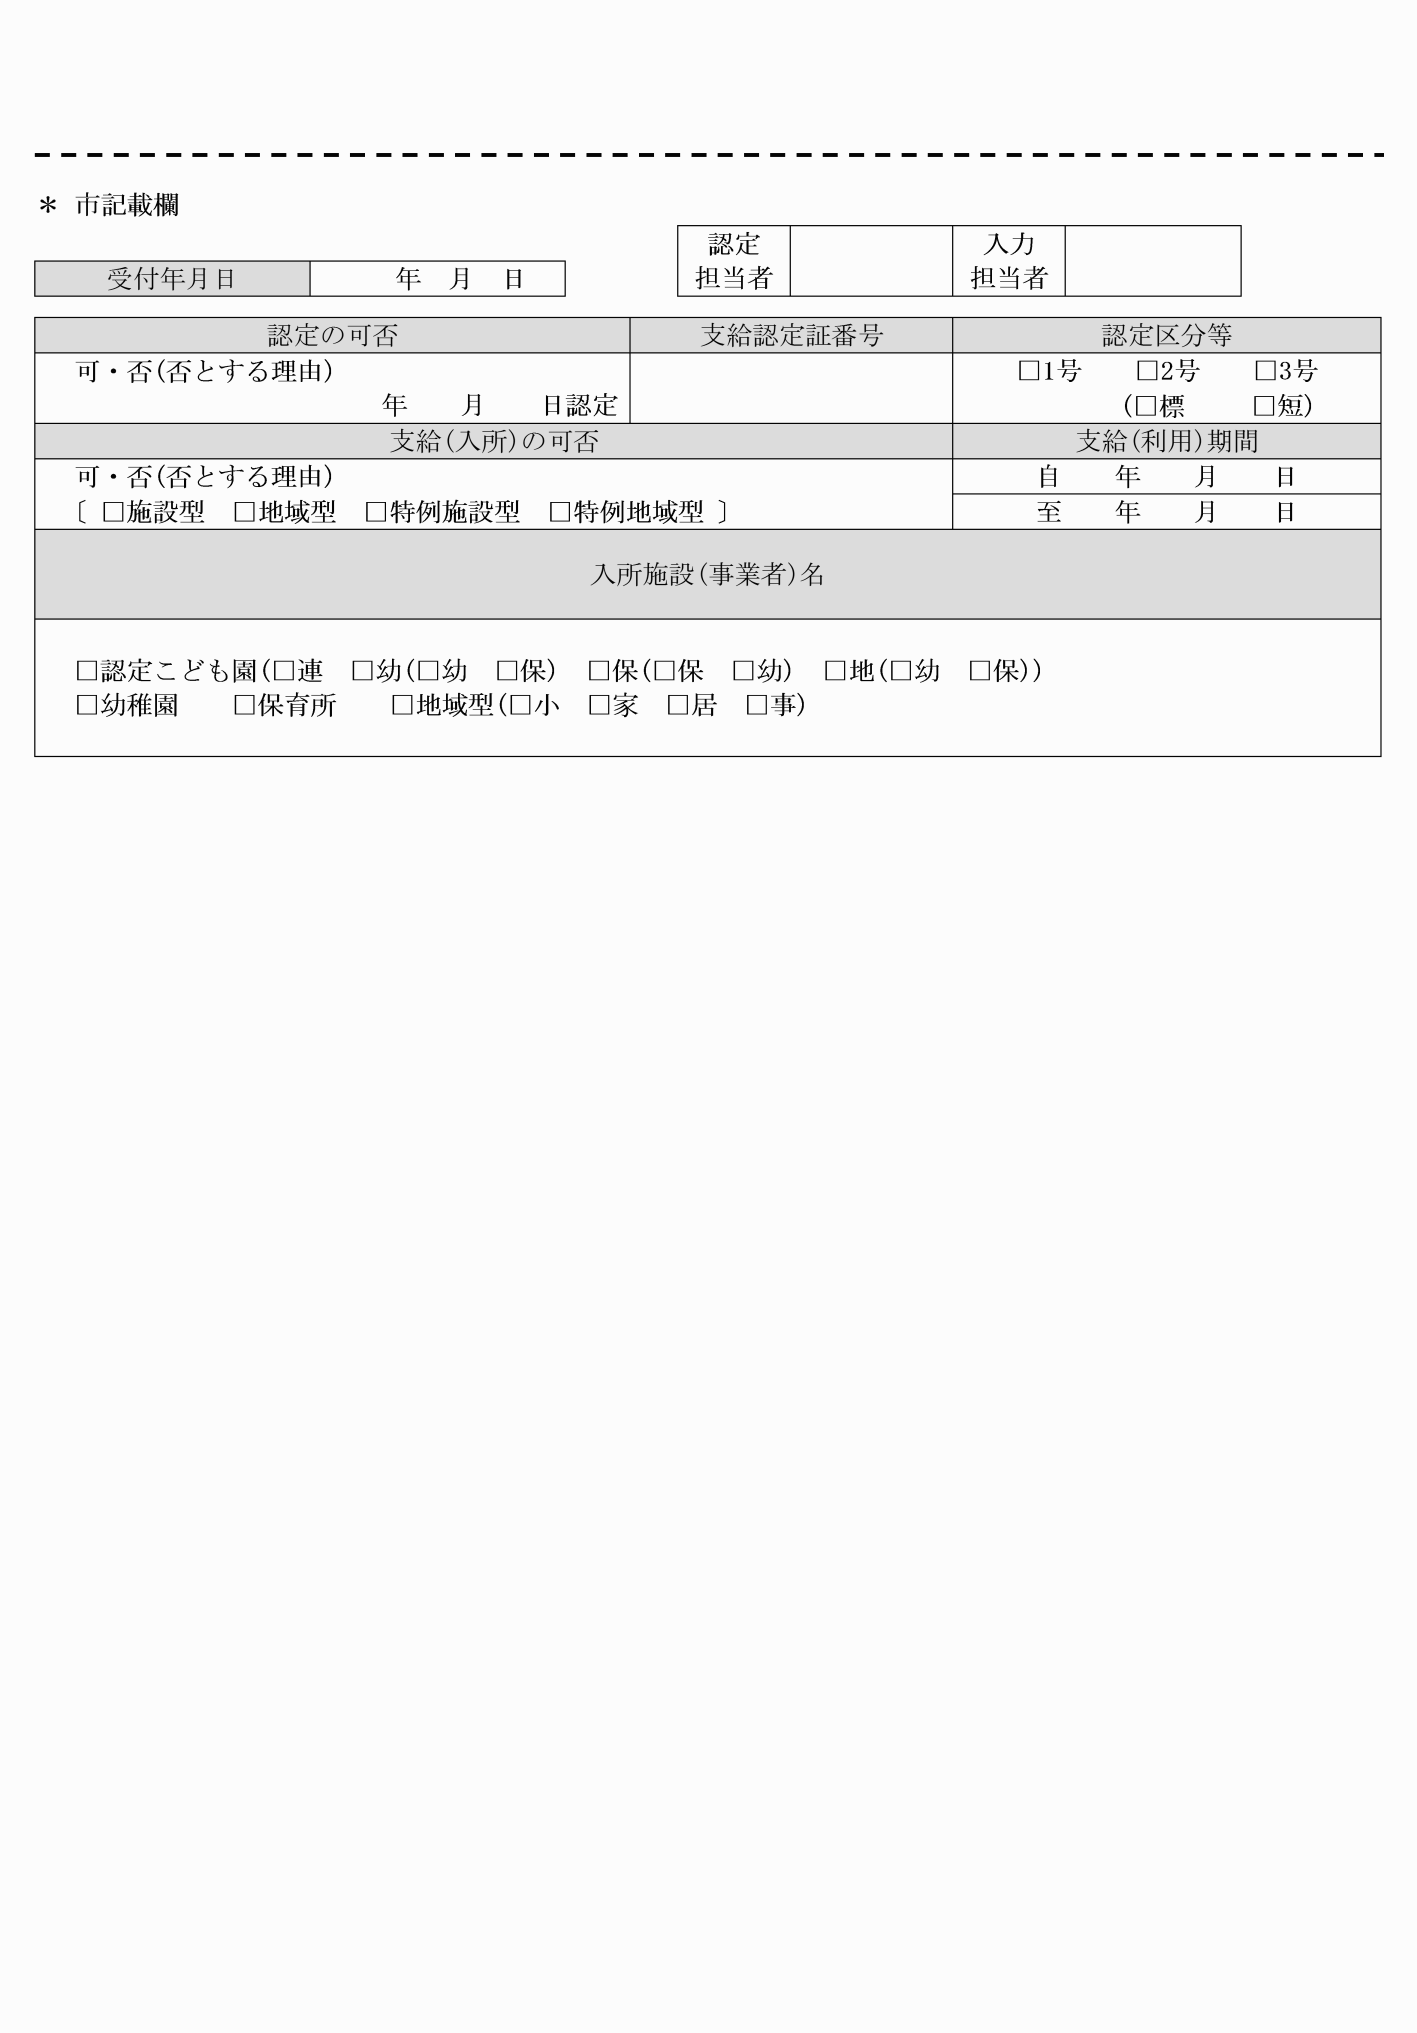 ＊ 市記載欄
認定
担当者
入力
担当者
受付年月日 年 月 日
認定の可否 支給認定証番号 認定区分等
可・否(否とする理由) □1号 □2号 □3号
年 月 日認定 (□標 □短)
支給(入所)の可否 支給(利用)期間
可・否(否とする理由) 自 年 月 日
〔 □施設型 □地域型 □特例施設型 □特例地域型 〕 至 年 月 日
入所施設(事業者)名
□認定こども園(□連 □幼(□幼 □保) □保(□保 □幼) □地(□幼 □保))
□幼稚園 □保育所 □地域型(□小 □家 □居 □事)